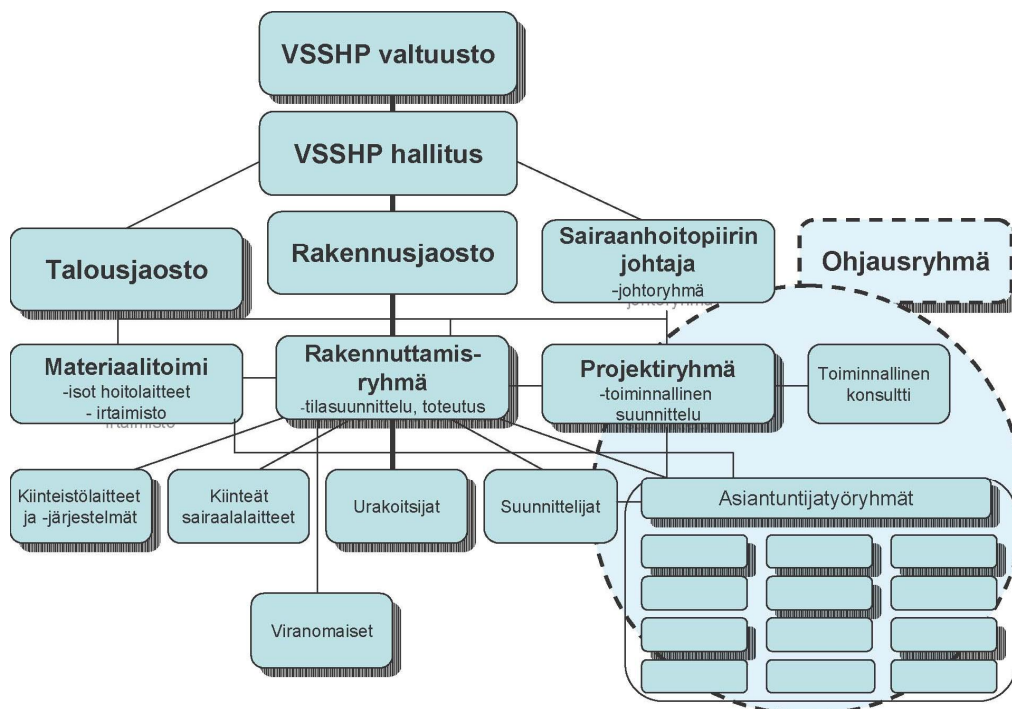 VSSHP valtuusto
VSSHP hallitus
Talousjaosto
Rakennusjaosto
Sairaanhoitopiirin
johtaja
-johtoryhmä
Ohjausryhmä
Materiaalitoimi
-isot hoitolaitteet
- irtaimisto
Rakennuttamis-
ryhmä
-tilasuunnittelu, toteutus
Projektiryhmä
-toiminnallinen
suunnittelu
Toiminnallinen
konsultti
Kiinteistölaitteet
ja -järjestelmät
Kiinteät
sairaalalaitteet
Urakoitsijat
Suunnittelijat
Asiantuntijatyöryhmät
Viranomaiset